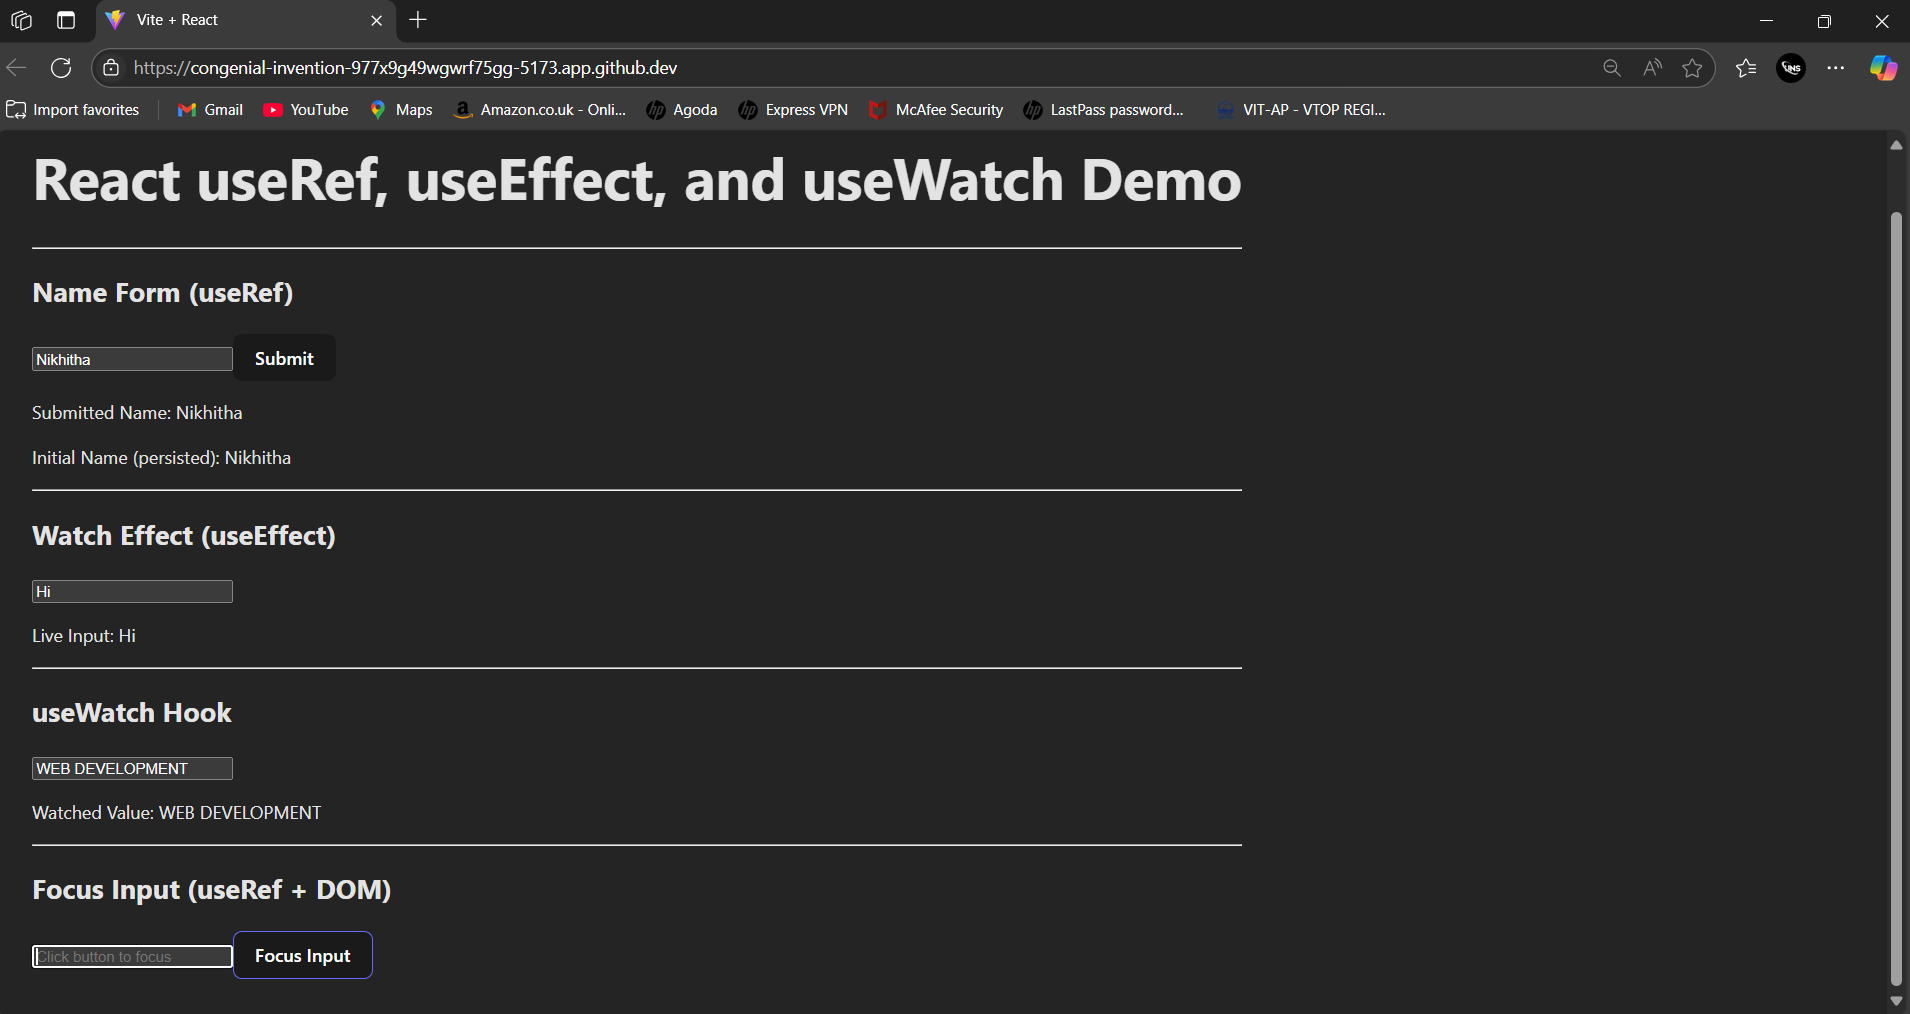 Vite + React
https://congenial-invention-977x9g49wgwrf75gg-5173.app.github.dev
Import favorites Gmail YouTube Maps Amazon.co.uk - Onli... Agoda Express VPN McAfee Security LastPass password... VIT-AP - VTOP REGI...
React useRef, useEffect, and useWatch Demo
Name Form (useRef)
Nikhitha Submit
Submitted Name: Nikhitha
Initial Name (persisted): Nikhitha
Watch Effect (useEffect)
Hi
Live Input: Hi
useWatch Hook
WEB DEVELOPMENT
Watched Value: WEB DEVELOPMENT
Focus Input (useRef + DOM)
Click button to focus Focus Input